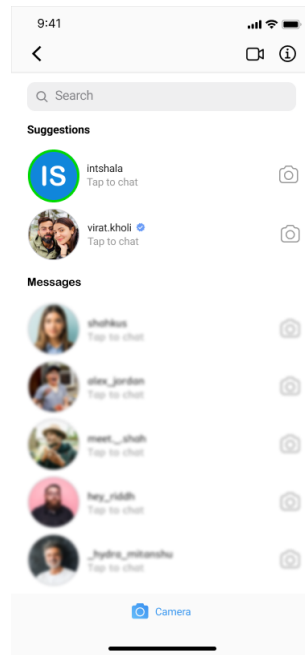 9:41
Search
Suggestions
IS
intshala
Tap to chat
virat.kholi
Tap to chat
Messages
shahkus
Tap to chat
alex_jordan
Tap to chat
meet._.shah
Tap to chat
hey_riddh
Tap to chat
_hydro_mitanshu
Tap to chat
Camera